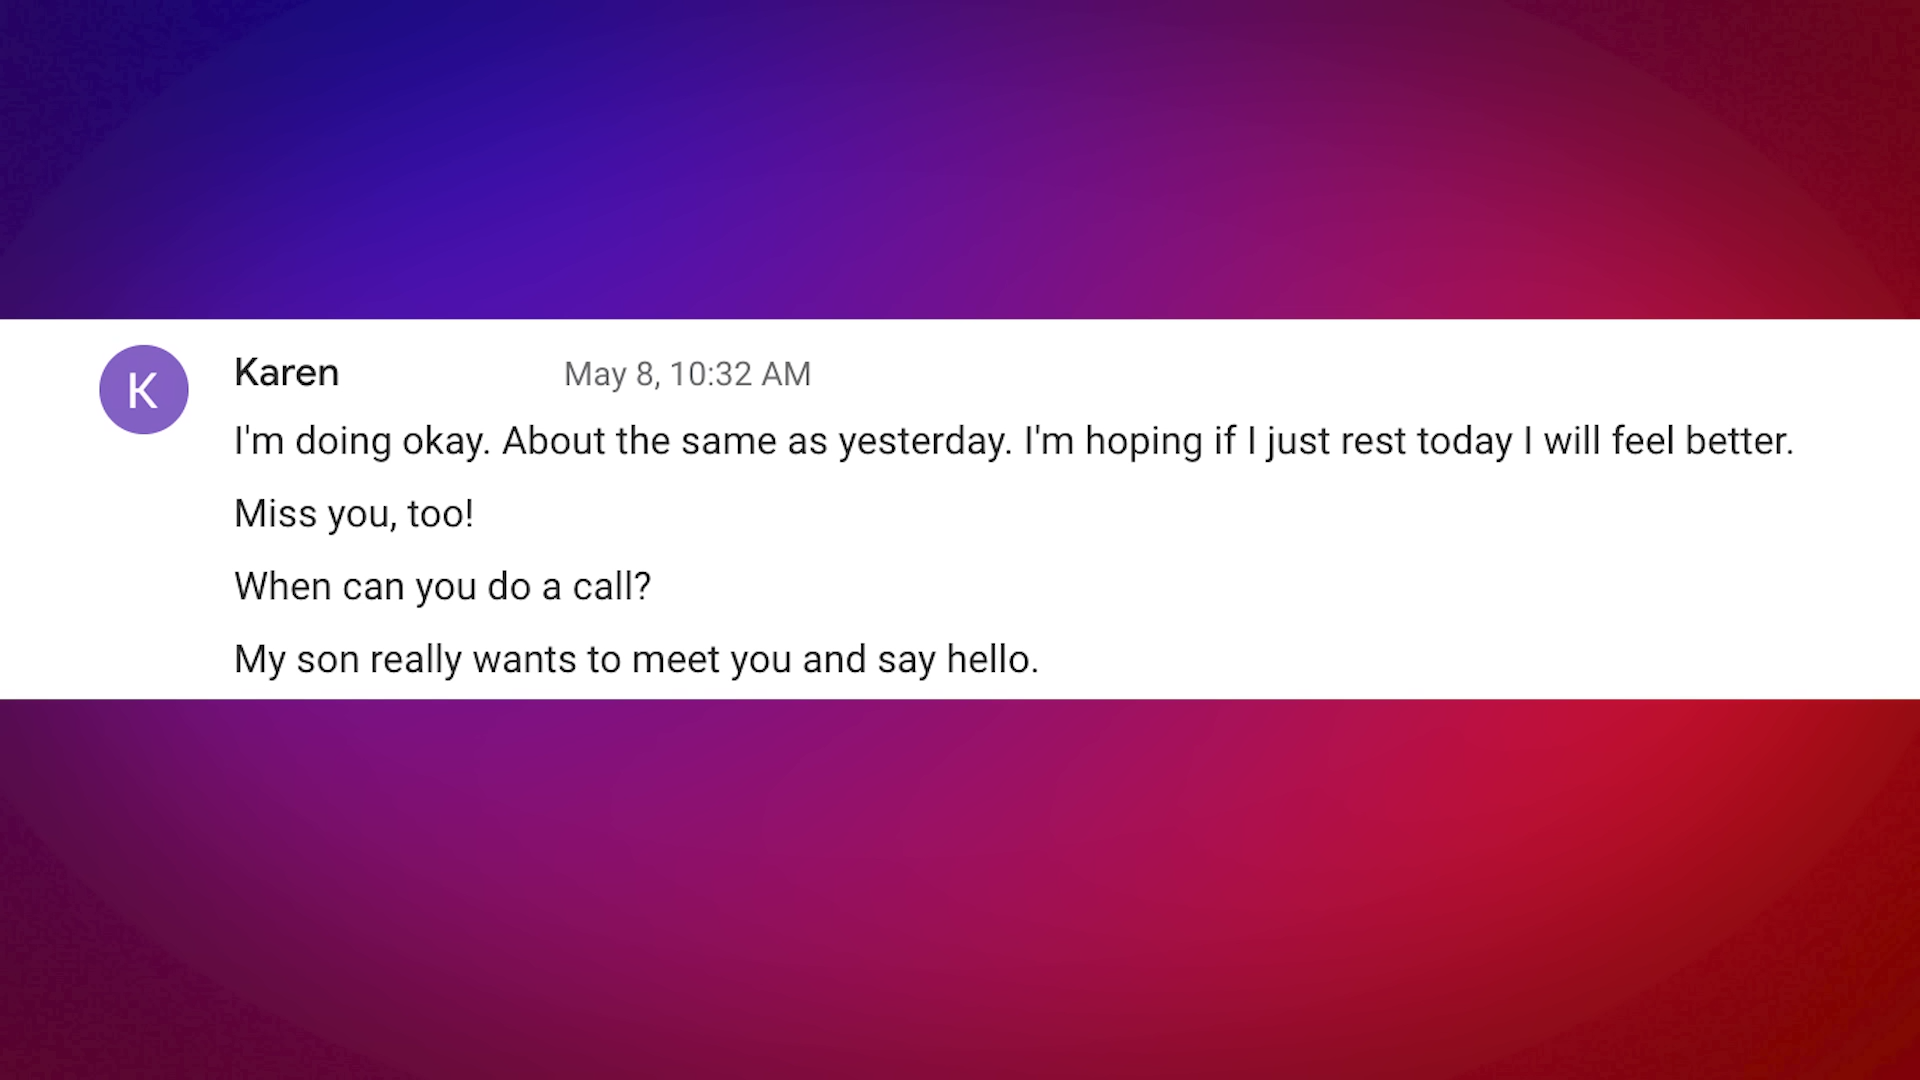 K
Karen May 8, 10:32 AM
I'm doing okay. About the same as yesterday. I'm hoping if I just rest today I will feel better.
Miss you, too!
When can you do a call?
My son really wants to meet you and say hello.